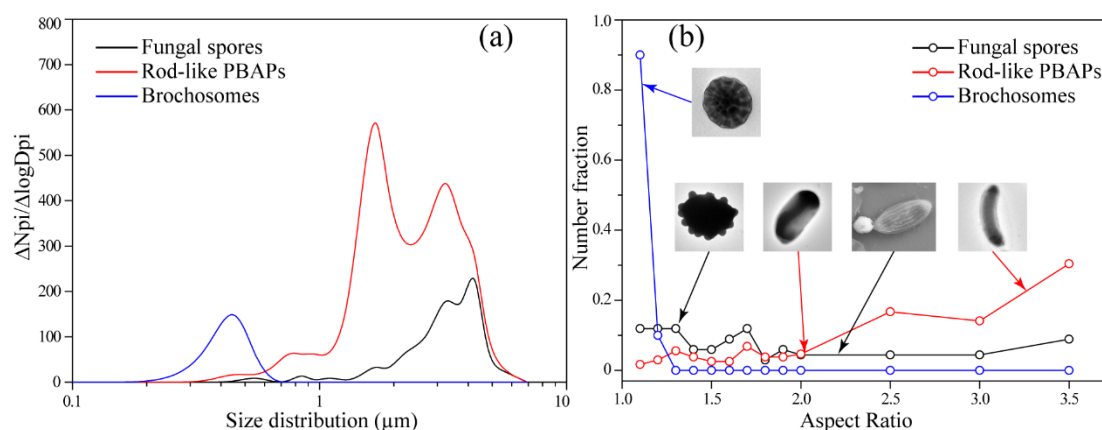 (a)
Fungal spores
Rod-like PBAPs
Brochosomes
ΔNpi/ΔlogDpi
800
700
600
500
400
300
200
100
0
0.1
1
10
Size distribution (μm)
(b)
Fungal spores
Rod-like PBAPs
Brochosomes
Number fraction
1.0
0.8
0.6
0.4
0.2
0
1.0
1.5
2.0
2.5
3.0
3.5
Aspect Ratio